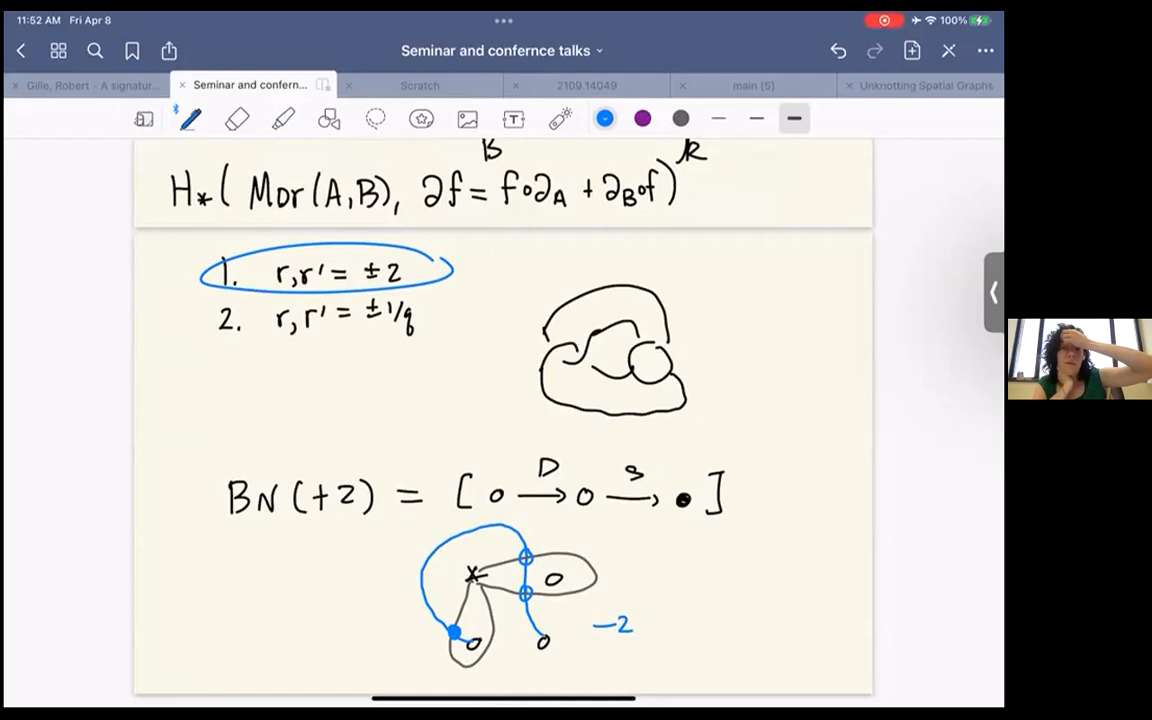 11:52 AM Fri Apr 8
100%
Seminar and confernce talks
Gille, Robert - A signatur...
Seminar and confern...
Scratch
2109.14049
main (5)
Unknotting Spatial Graphs
B R
H*( Mor(A,B), ∂f = f∘∂A + ∂B∘f)
1. r,r' = ±2
2. r,r' = ±1/q
BN(+2) = [ ○ —D→ ○ —S→ ● ]
-2